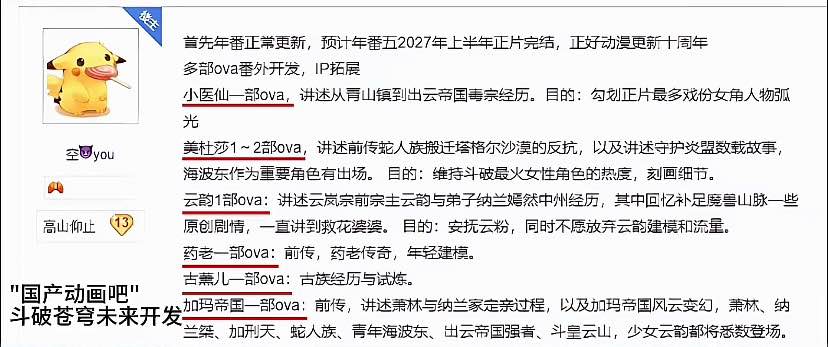 楼主
首先年番正常更新，预计年番五2027年上半年正片完结，正好动漫更新十周年
多部ova番外开发，IP拓展
小医仙一部ova，讲述从青山镇到出云帝国毒宗经历。目的：勾划正片最多戏份女角人物弧
光
美杜莎1～2部ova，讲述前传蛇人族搬迁塔格尔沙漠的反抗，以及讲述守护炎盟数载故事，
海波东作为重要角色有出场。 目的：维持斗破最火女性角色的热度，刻画细节。
云韵1部ova：讲述云岚宗前宗主云韵与弟子纳兰嫣然中州经历，其中回忆补足魔兽山脉一些
原创剧情，一直讲到救花婆婆。 目的：安抚云粉，同时不愿放弃云韵建模和流量。
药老一部ova：前传，药老传奇，年轻建模。
古薰儿一部ova：古族经历与试炼。
加玛帝国一部ova：前传，讲述萧林与纳兰家定亲过程，以及加玛帝国风云变幻，萧林、纳
兰桀、加刑天、蛇人族、青年海波东、出云帝国强者、斗皇云山，少女云韵都将悉数登场。
空😈you
高山仰止 13
"国产动画吧"
斗破苍穹未来开发